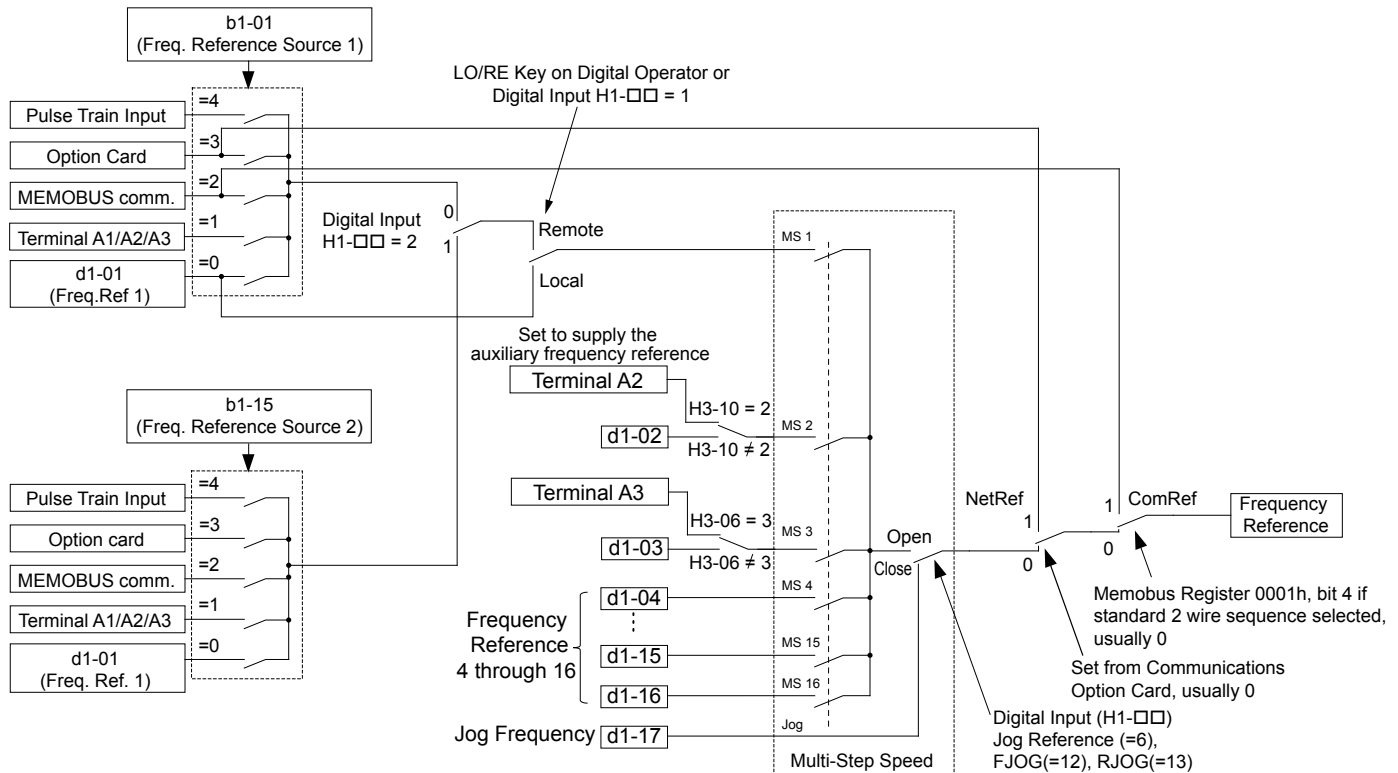 b1-01
(Freq. Reference Source 1)
LO/RE Key on Digital Operator or
Digital Input H1-□□ = 1
Pulse Train Input
=4
Option Card
=3
MEMOBUS comm.
=2
Terminal A1/A2/A3
=1
d1-01
(Freq.Ref 1)
=0
Digital Input
H1-□□ = 2
0
1
Remote
Local
MS 1
Set to supply the
auxiliary frequency reference
Terminal A2
H3-10 = 2
d1-02
H3-10 ≠ 2
MS 2
Terminal A3
H3-06 = 3
d1-03
H3-06 ≠ 3
MS 3
Frequency
Reference
4 through 16
d1-04
MS 4
d1-15
MS 15
d1-16
MS 16
Jog Frequency
d1-17
Jog
Multi-Step Speed
Open
Close
NetRef
1
0
ComRef
1
0
Frequency
Reference
Memobus Register 0001h, bit 4 if
standard 2 wire sequence selected,
usually 0
Set from Communications
Option Card, usually 0
Digital Input (H1-□□)
Jog Reference (=6),
FJOG(=12), RJOG(=13)
b1-15
(Freq. Reference Source 2)
Pulse Train Input
=4
Option card
=3
MEMOBUS comm.
=2
Terminal A1/A2/A3
=1
d1-01
(Freq. Ref. 1)
=0